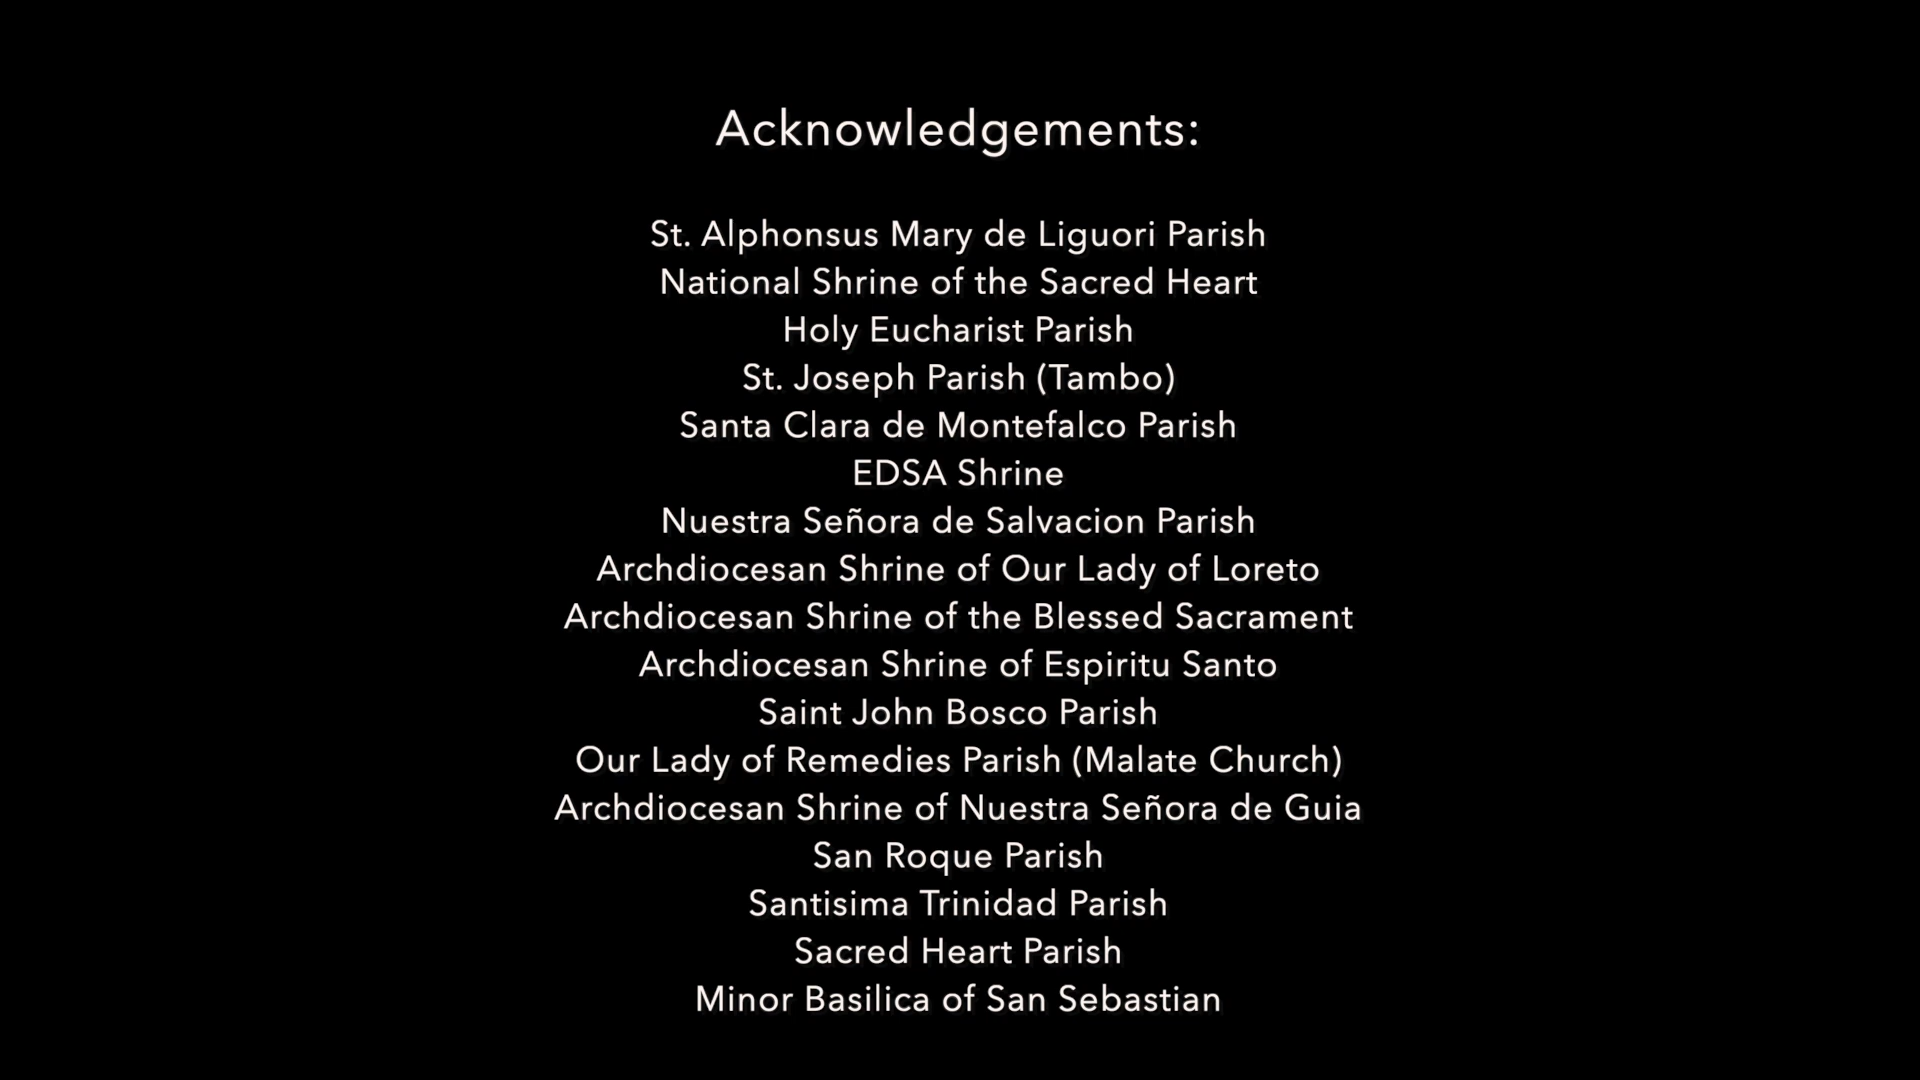 Acknowledgements:
St. Alphonsus Mary de Liguori Parish
National Shrine of the Sacred Heart
Holy Eucharist Parish
St. Joseph Parish (Tambo)
Santa Clara de Montefalco Parish
EDSA Shrine
Nuestra Señora de Salvacion Parish
Archdiocesan Shrine of Our Lady of Loreto
Archdiocesan Shrine of the Blessed Sacrament
Archdiocesan Shrine of Espiritu Santo
Saint John Bosco Parish
Our Lady of Remedies Parish (Malate Church)
Archdiocesan Shrine of Nuestra Señora de Guia
San Roque Parish
Santisima Trinidad Parish
Sacred Heart Parish
Minor Basilica of San Sebastian